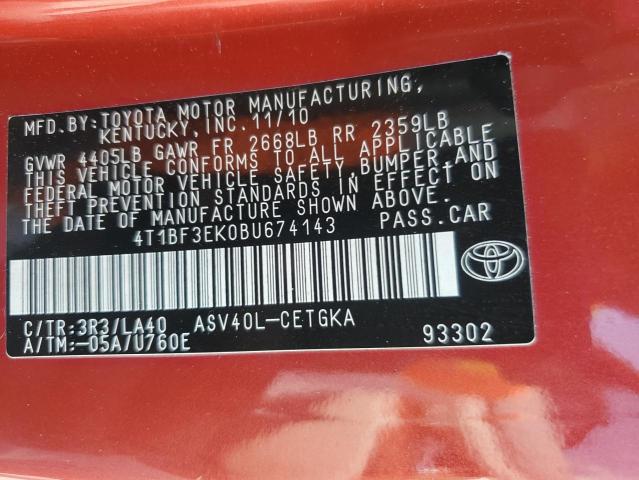 MFD.BY:TOYOTA MOTOR MANUFACTURING,
KENTUCKY,INC.11/10
GVWR 4405LB GAWR FR 2668LB RR 2359LB
THIS VEHICLE CONFORMS TO ALL APPLICABLE
FEDERAL MOTOR VEHICLE SAFETY,BUMPER,AND
THEFT PREVENTION STANDARDS IN EFFECT ON
THE DATE OF MANUFACTURE SHOWN ABOVE.
4T1BF3EK0BU674143 PASS.CAR
C/TR:3R3/LA40 ASV40L-CETGKA
A/TM:-05A/U760E 93302